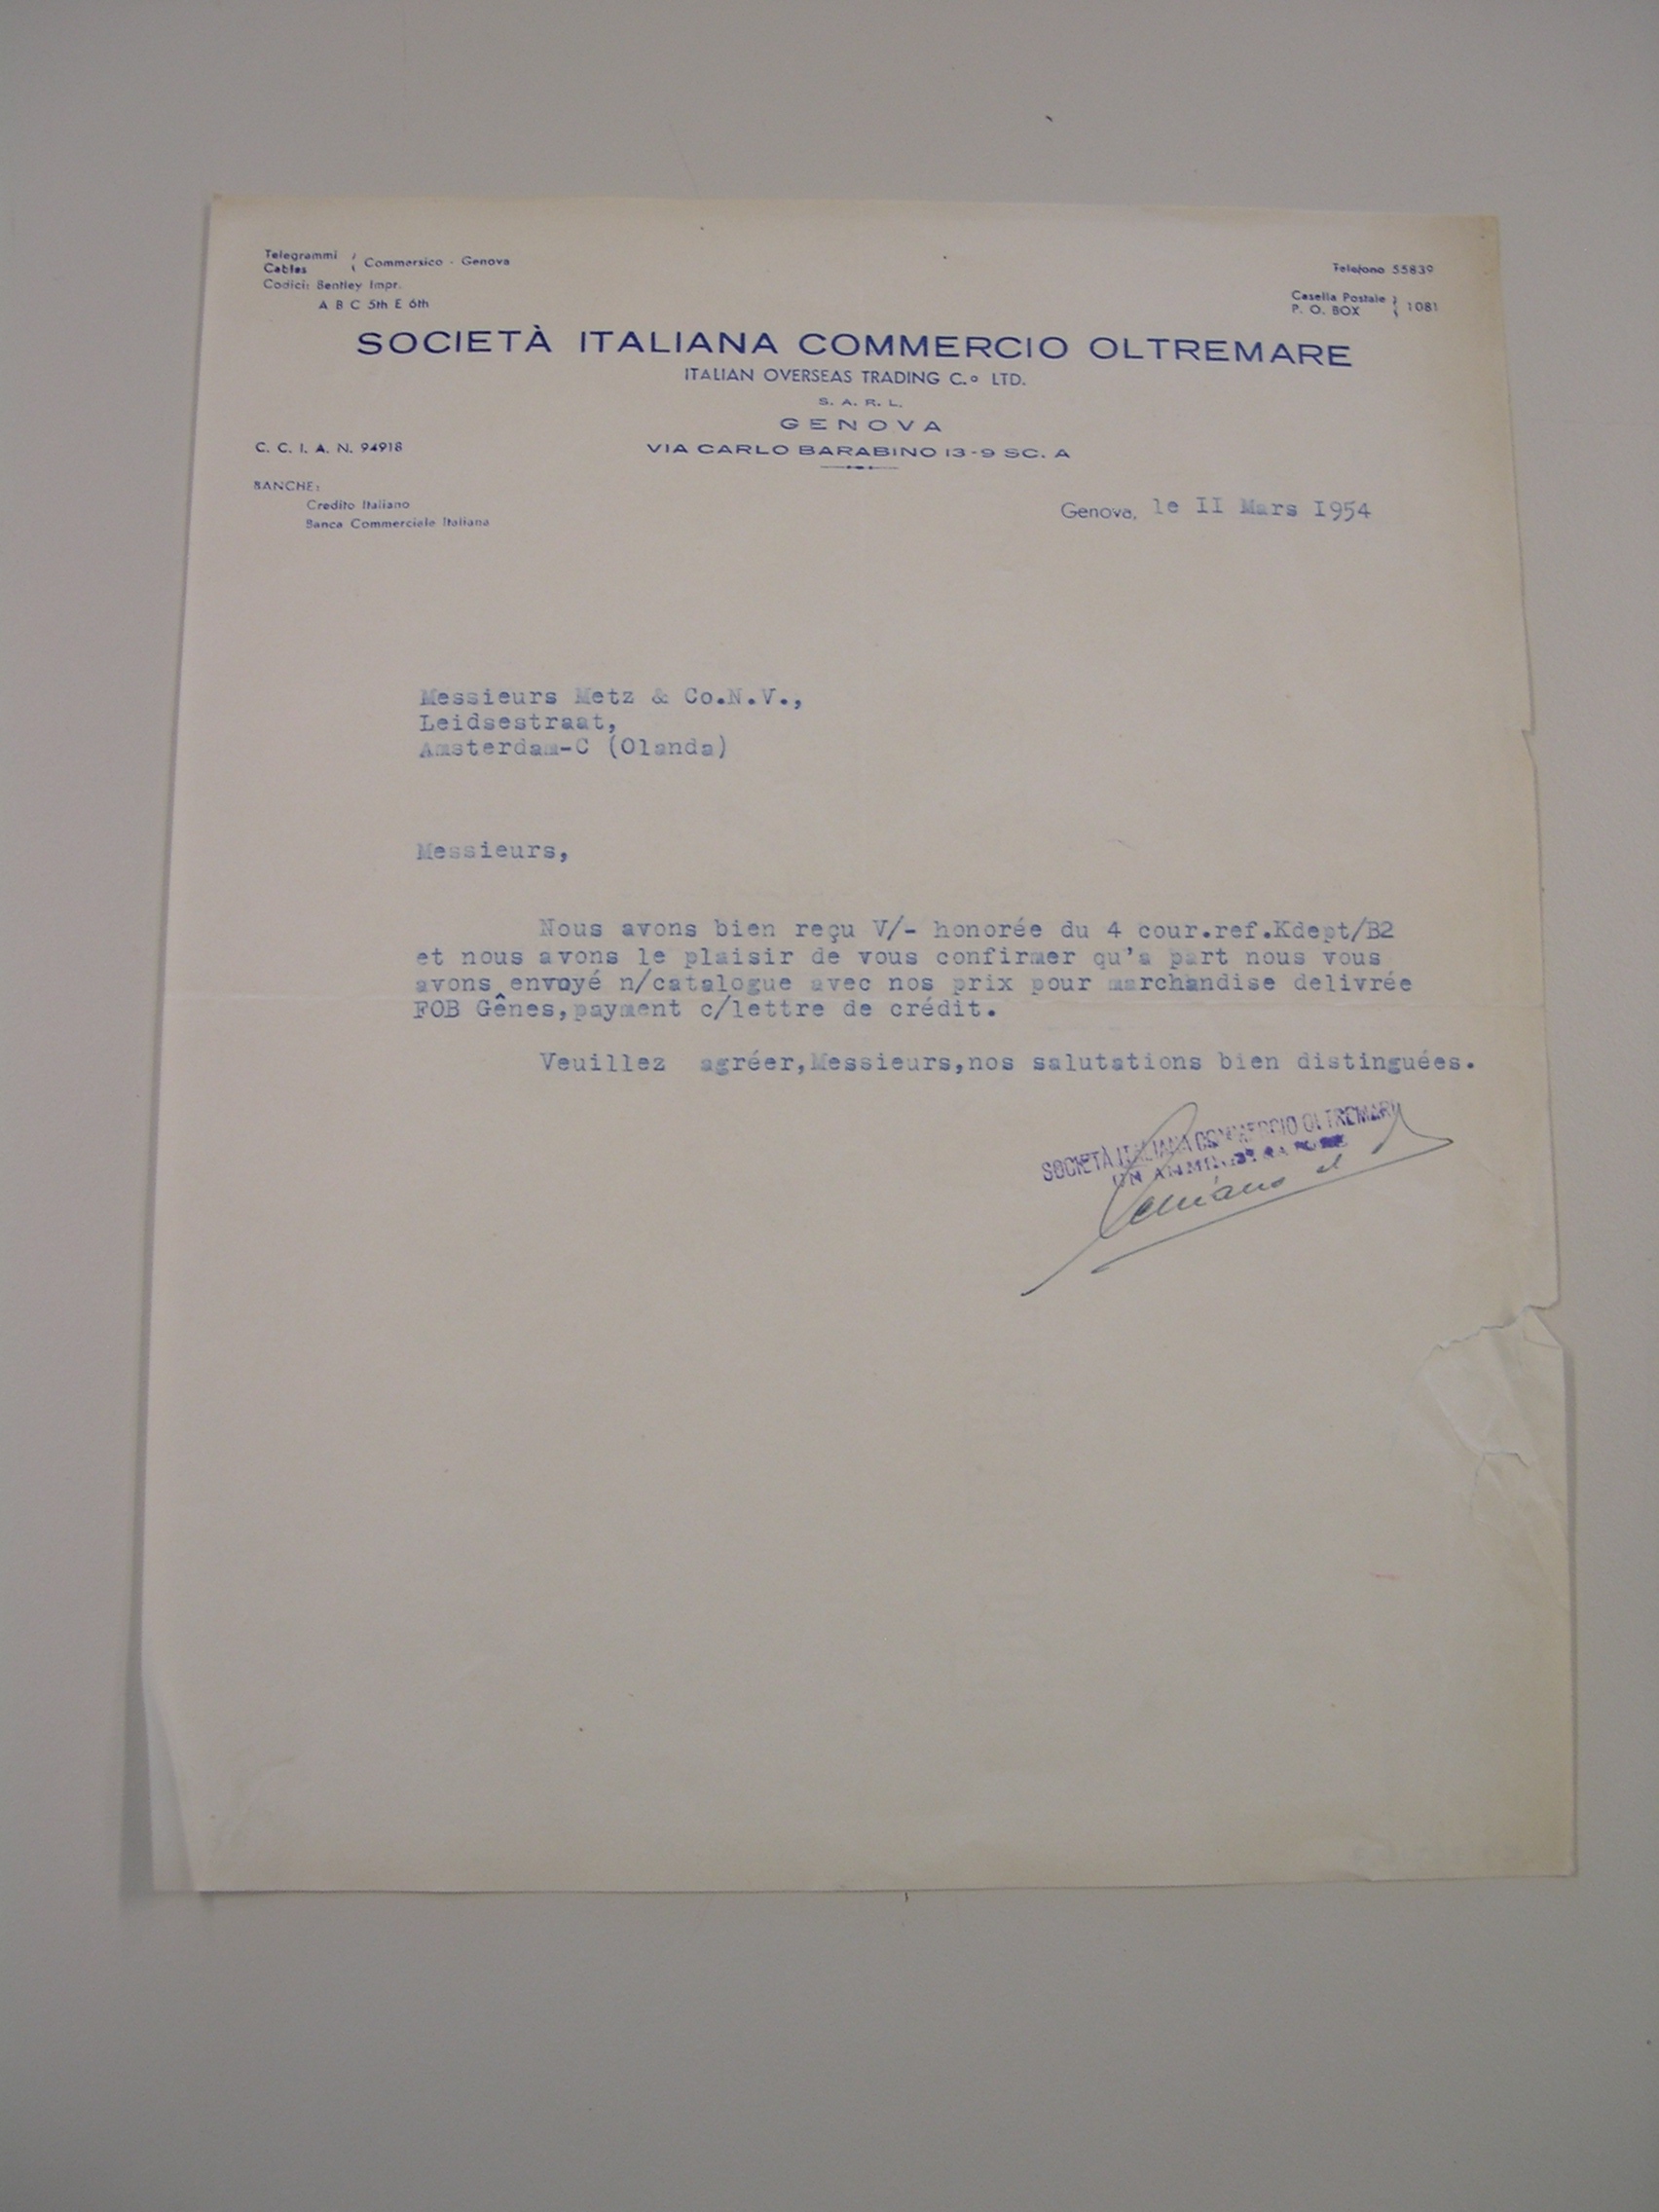 Telegrammi
Cables
Commersico - Genova
Codici: Bentley Impr.
A B C 5th E 6th
Telefono 55839
Casella Postale
P. O. BOX
1081
SOCIETÀ ITALIANA COMMERCIO OLTREMARE
ITALIAN OVERSEAS TRADING C.º LTD.
S. A. R. L.
GENOVA
C. C. I. A. N. 94918
VIA CARLO BARABINO 13-9 SC. A
BANCHE:
Credito Italiano
Banca Commerciale Italiana
Genova, le II Mars I954
Messieurs Metz & Co.N.V.,
Leidsestraat,
Amsterdam-C (Olanda)
Messieurs,
Nous avons bien reçu V/- honorée du 4 cour.ref.Kdept/B2
et nous avons le plaisir de vous confirmer qu'a part nous vous
avons envoyé n/catalogue avec nos prix pour marchandise delivrée
FOB Gênes,payment c/lettre de crédit.
Veuillez agréer,Messieurs,nos salutations bien distinguées.
SOCIETÀ ITALIANA COMMERCIO OLTREMARE
UN AMMINISTRATORE